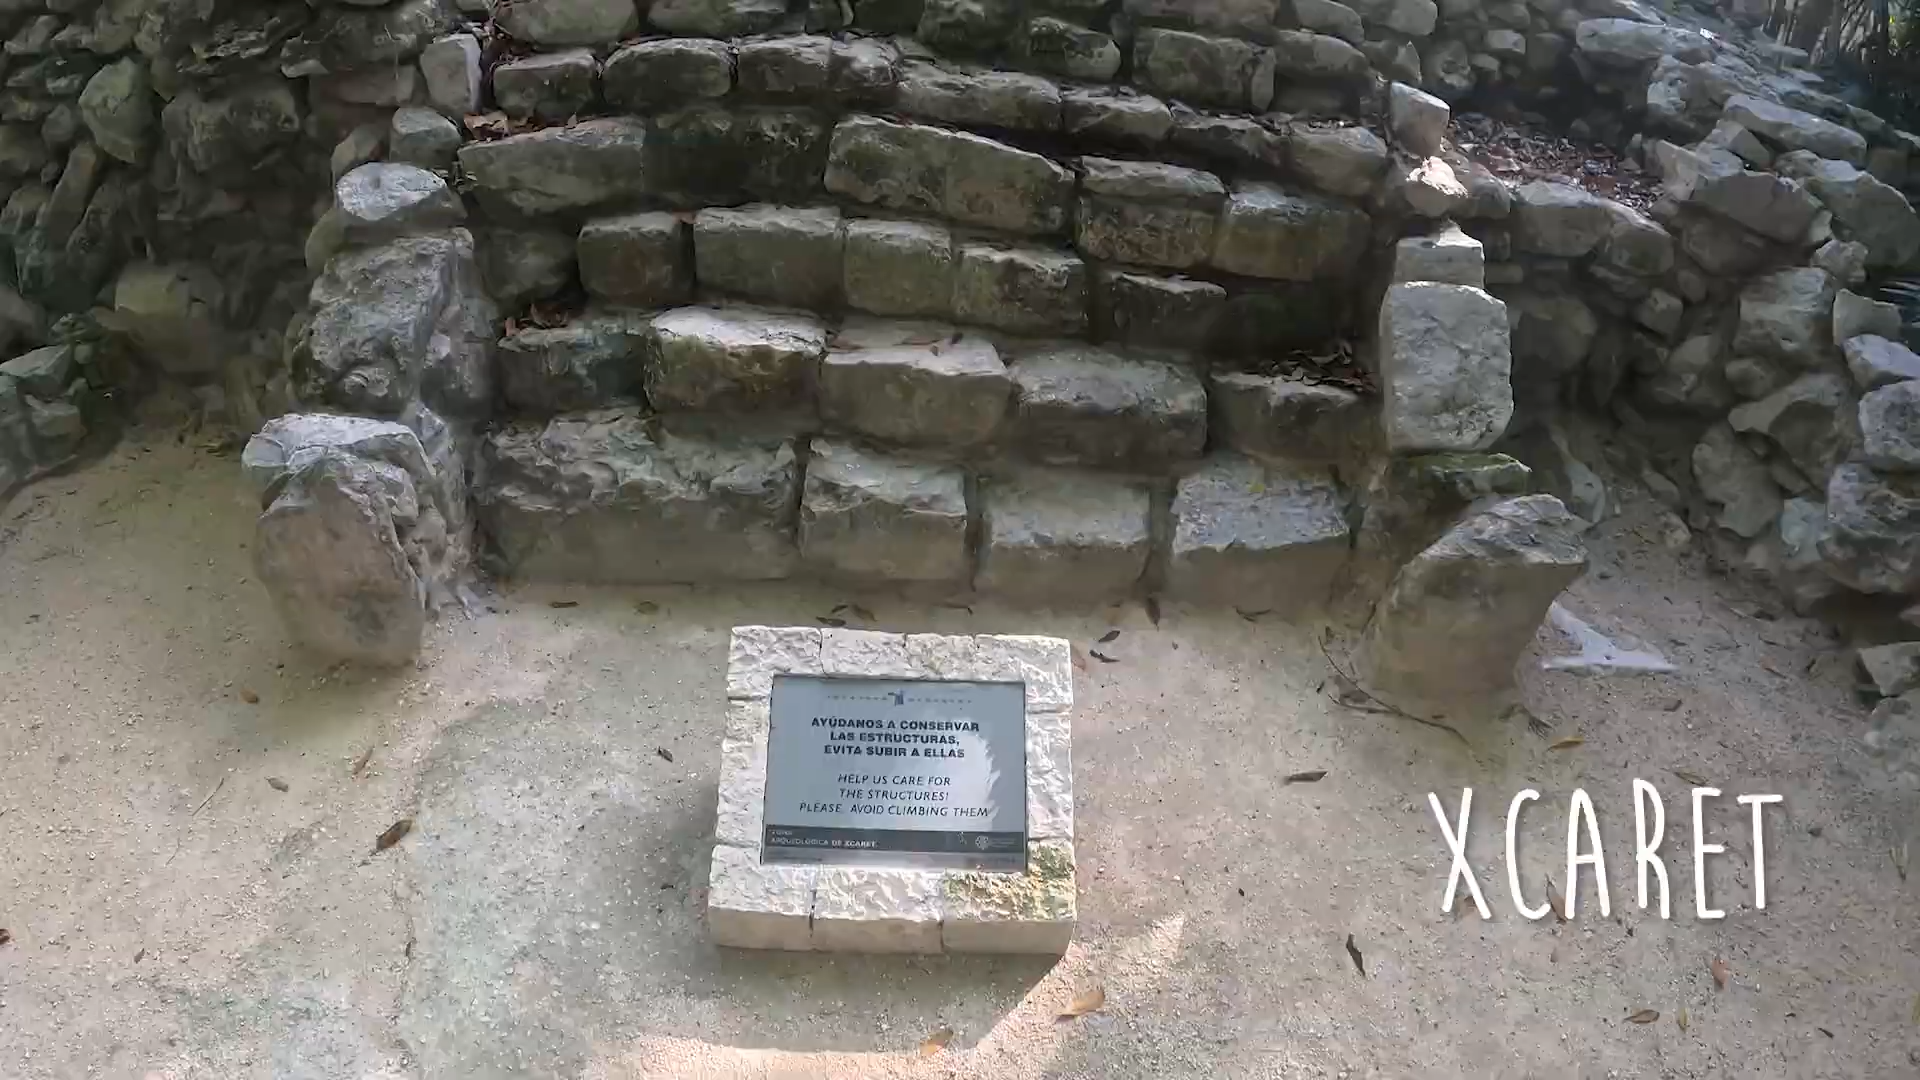 AYÚDANOS A CONSERVAR
LAS ESTRUCTURAS,
EVITA SUBIR A ELLAS
HELP US CARE FOR
THE STRUCTURES!
PLEASE, AVOID CLIMBING THEM
ZONA
ARQUEOLÓGICA DE XCARET
XCARET